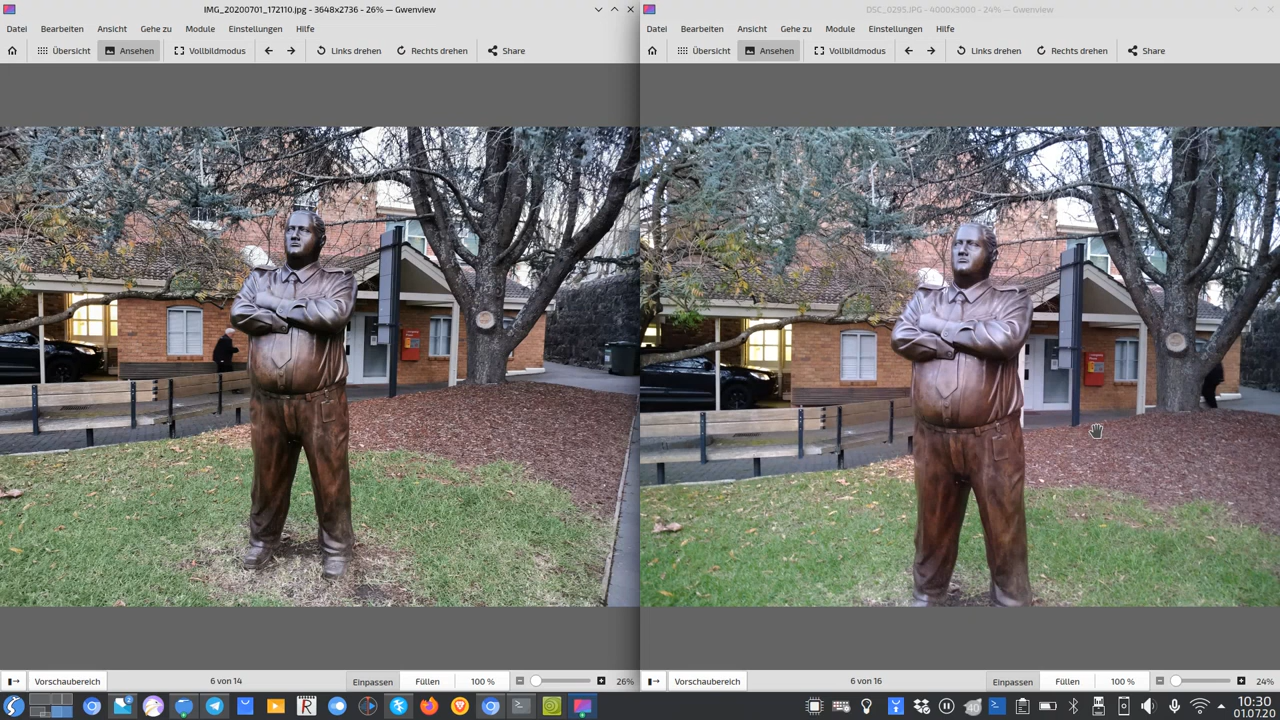 IMG_20200701_172110.jpg - 3648x2736 - 26% — Gwenview
Datei Bearbeiten Ansicht Gehe zu Module Einstellungen Hilfe
Übersicht Ansehen Vollbildmodus Links drehen Rechts drehen Share
Vorschaubereich 6 von 14 Einpassen Füllen 100 % 26%
DSC_0295.JPG - 4000x3000 - 24% — Gwenview
Datei Bearbeiten Ansicht Gehe zu Module Einstellungen Hilfe
Übersicht Ansehen Vollbildmodus Links drehen Rechts drehen Share
Vorschaubereich 6 von 16 Einpassen Füllen 100 % 24%
40
10:30
01.07.20